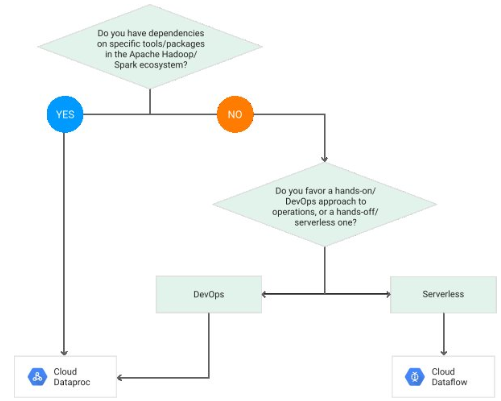 Do you have dependencies
on specific tools/packages
in the Apache Hadoop/
Spark ecosystem?
YES
NO
Do you favor a hands-on/
DevOps approach to
operations, or a hands-off/
serverless one?
DevOps
Serverless
Cloud
Dataproc
Cloud
Dataflow